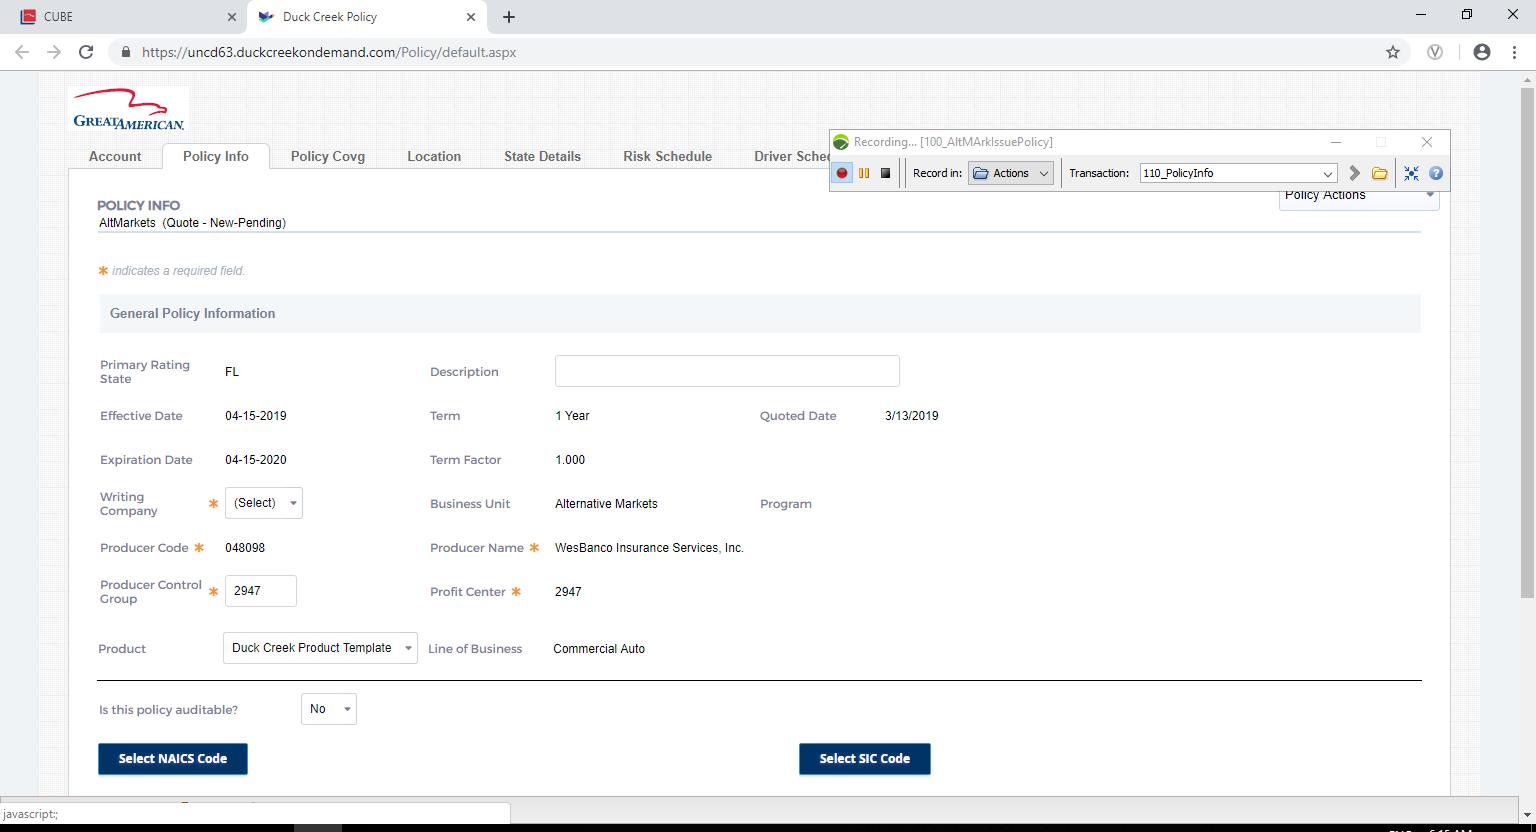 CUBE
Duck Creek Policy
https://uncd63.duckcreekondemand.com/Policy/default.aspx
GREATAMERICAN.
Recording... [100_AltMArkIssuePolicy]
Account Policy Info Policy Covg Location State Details Risk Schedule
Record in: Actions Transaction: 110_PolicyInfo
Policy Actions
POLICY INFO
AltMarkets (Quote - New-Pending)
* indicates a required field.
General Policy Information
Primary Rating State FL Description
Effective Date 04-15-2019 Term 1 Year Quoted Date 3/13/2019
Expiration Date 04-15-2020 Term Factor 1.000
Writing Company * (Select) Business Unit Alternative Markets Program
Producer Code * 048098 Producer Name * WesBanco Insurance Services, Inc.
Producer Control Group * 2947 Profit Center * 2947
Product Duck Creek Product Template Line of Business Commercial Auto
Is this policy auditable? No
Select NAICS Code Select SIC Code
javascript:;